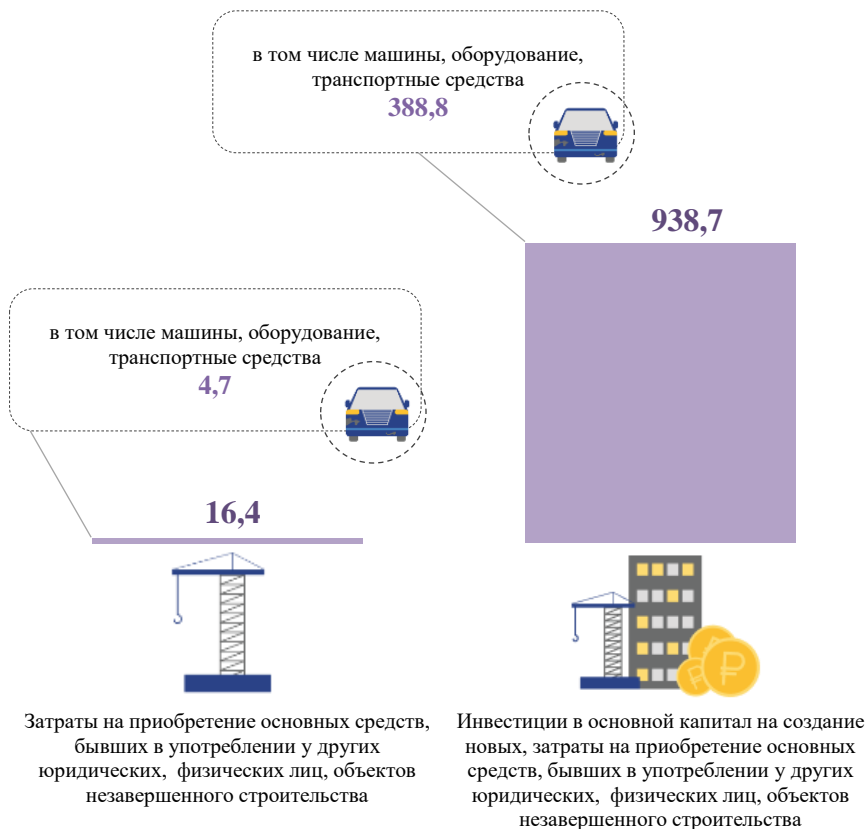 в том числе машины, оборудование,
транспортные средства
388,8
938,7
в том числе машины, оборудование,
транспортные средства
4,7
16,4
Затраты на приобретение основных средств,
бывших в употреблении у других
юридических, физических лиц, объектов
незавершенного строительства
Инвестиции в основной капитал на создание
новых, затраты на приобретение основных
средств, бывших в употреблении у других
юридических, физических лиц, объектов
незавершенного строительства